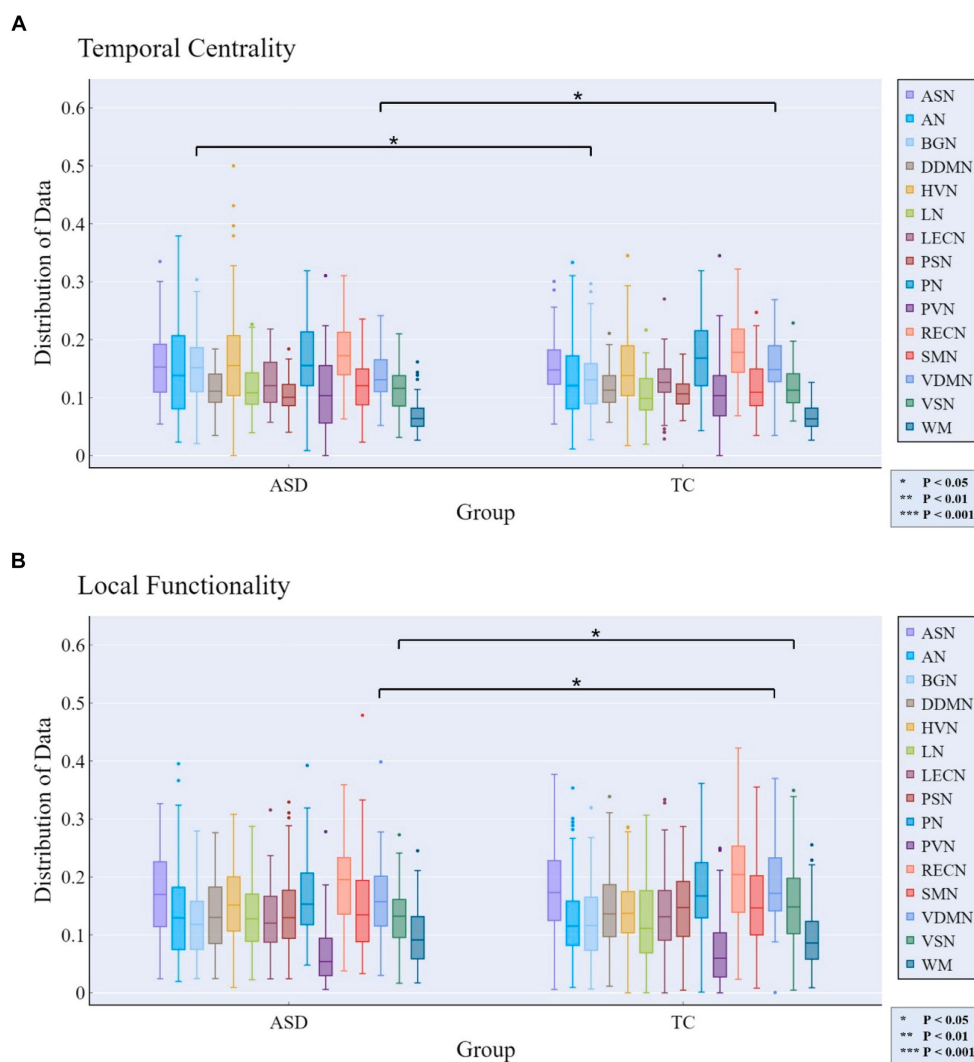 A
Temporal Centrality
Distribution of Data
0.6
0.5
0.4
0.3
0.2
0.1
0
*
*
ASD
TC
Group
ASN
AN
BGN
DDMN
HVN
LN
LECN
PSN
PN
PVN
RECN
SMN
VDMN
VSN
WM
* P < 0.05
** P < 0.01
*** P < 0.001
B
Local Functionality
Distribution of Data
0.6
0.5
0.4
0.3
0.2
0.1
0
*
*
ASD
TC
Group
ASN
AN
BGN
DDMN
HVN
LN
LECN
PSN
PN
PVN
RECN
SMN
VDMN
VSN
WM
* P < 0.05
** P < 0.01
*** P < 0.001